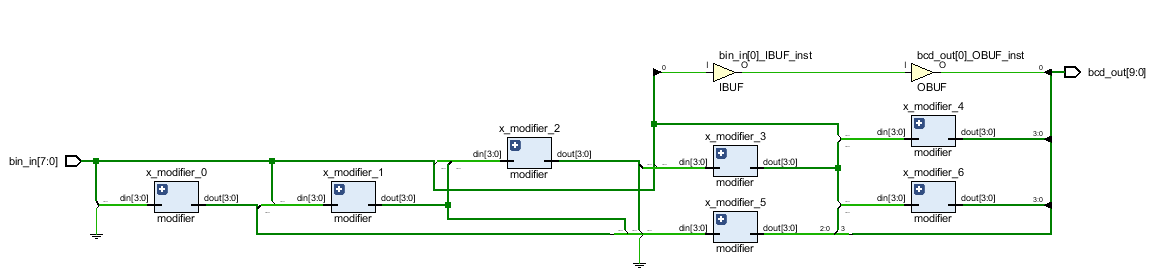 bin_in[0]_IBUF_inst
bcd_out[0]_OBUF_inst
0 I O I O 0
bcd_out[9:0]
IBUF
OBUF
x_modifier_4
x_modifier_2
x_modifier_3
din[3:0] dout[3:0] 3:0
modifier
bin_in[7:0]
din[3:0] dout[3:0]
modifier
din[3:0] dout[3:0]
modifier
x_modifier_0
x_modifier_1
x_modifier_6
din[3:0] dout[3:0]
modifier
din[3:0] dout[3:0]
modifier
din[3:0] dout[3:0] 3:0
modifier
x_modifier_5
din[3:0] dout[3:0] 2:0 3
modifier